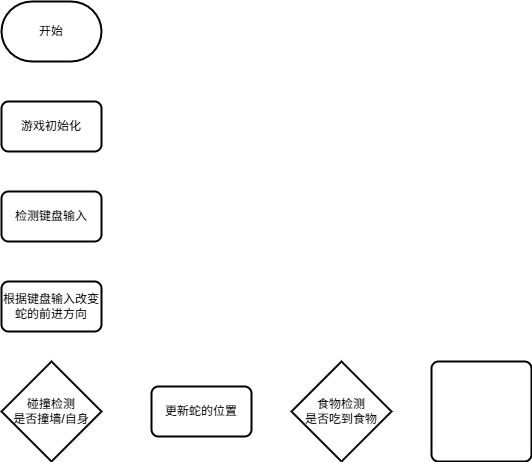 开始
游戏初始化
检测键盘输入
根据键盘输入改变
蛇的前进方向
碰撞检测
是否撞墙/自身
更新蛇的位置
食物检测
是否吃到食物